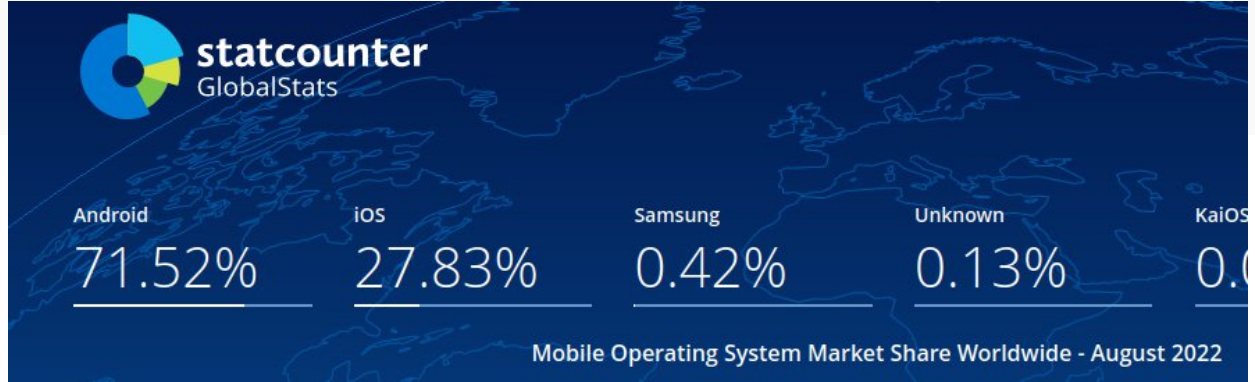 statcounter
GlobalStats
Android iOS Samsung Unknown KaiOS
71.52% 27.83% 0.42% 0.13%
Mobile Operating System Market Share Worldwide - August 2022